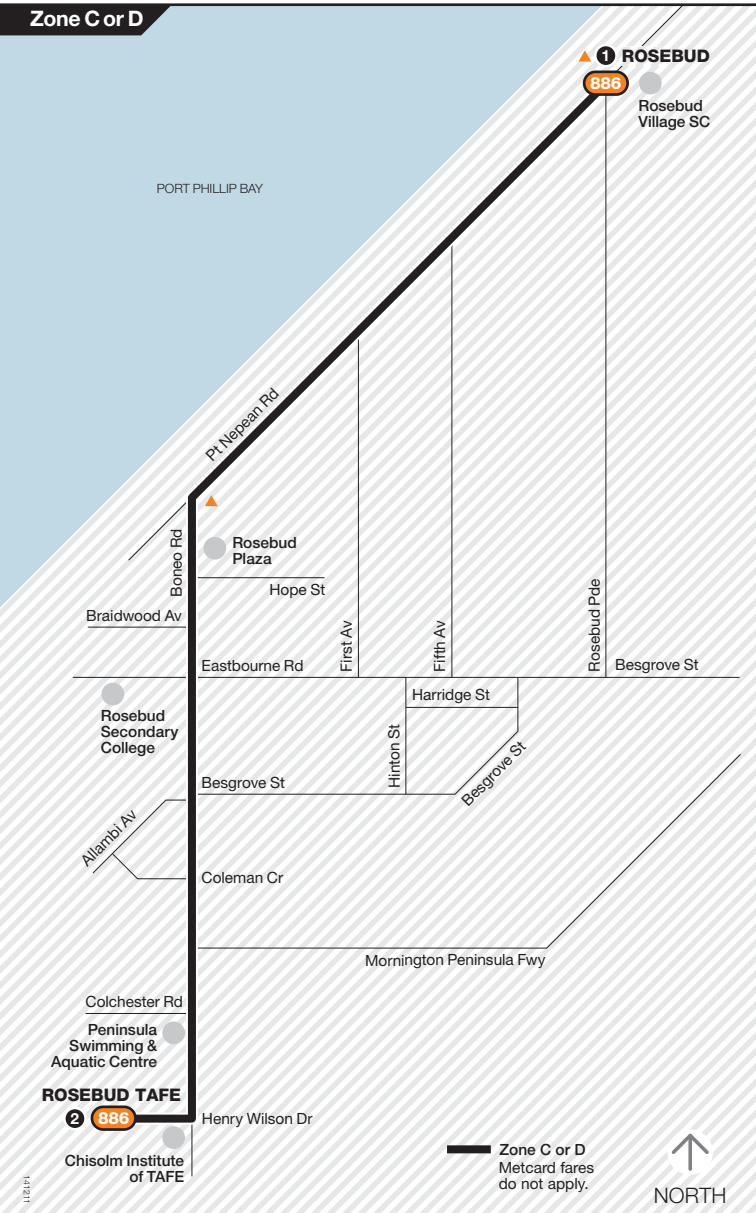 Zone C or D
1 ROSEBUD
886
Rosebud
Village SC
PORT PHILLIP BAY
Pt Nepean Rd
Boneo Rd
Rosebud
Plaza
Hope St
Braidwood Av
First Av
Fifth Av
Rosebud Pde
Eastbourne Rd
Besgrove St
Rosebud
Secondary
College
Harridge St
Hinton St
Besgrove St
Besgrove St
Allambi Av
Coleman Cr
Mornington Peninsula Fwy
Colchester Rd
Peninsula
Swimming &
Aquatic Centre
ROSEBUD TAFE
2 886
Henry Wilson Dr
Chisolm Institute
of TAFE
Zone C or D
Metcard fares
do not apply.
NORTH
141211